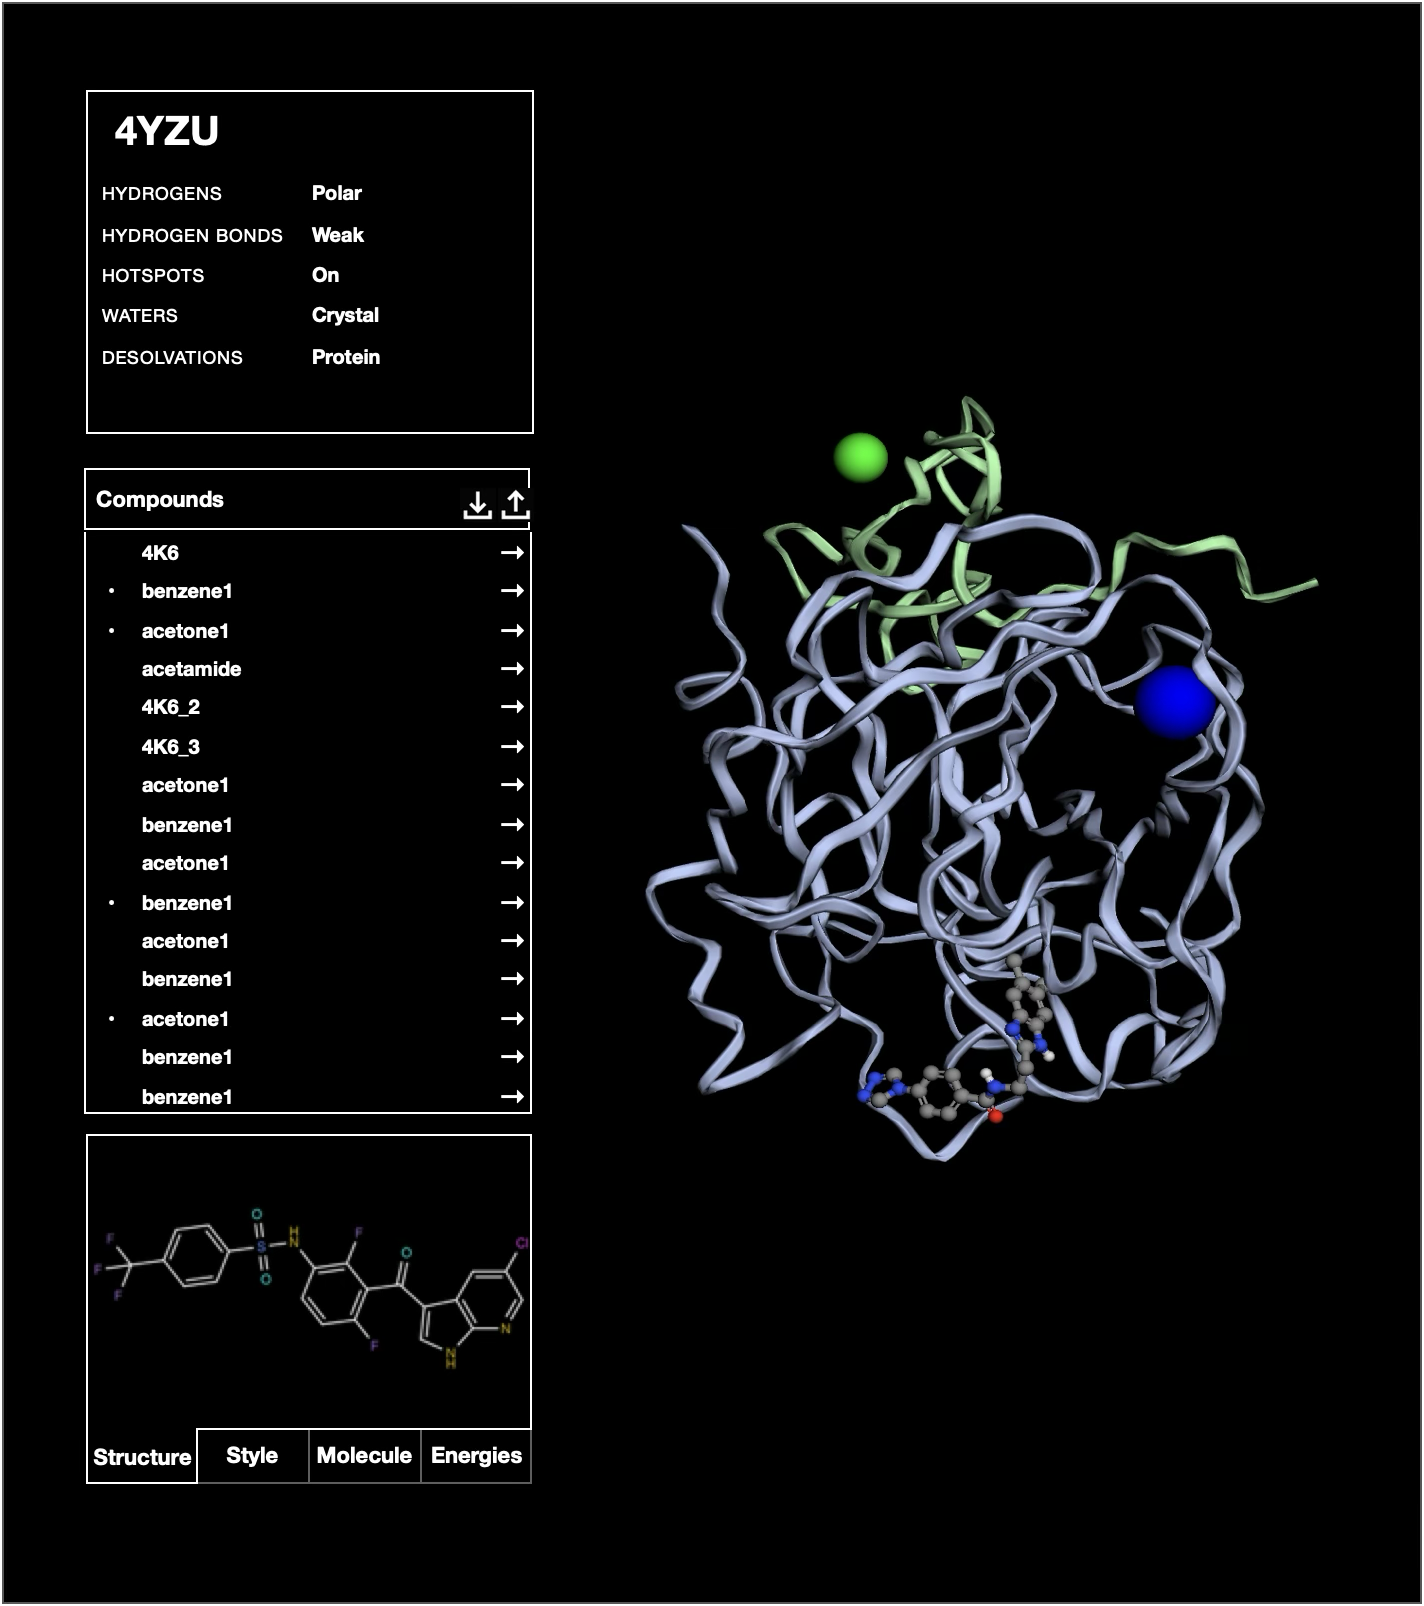 4YZU
HYDROGENS Polar
HYDROGEN BONDS Weak
HOTSPOTS On
WATERS Crystal
DESOLVATIONS Protein
Compounds
4K6
benzene1
acetone1
acetamide
4K6_2
4K6_3
acetone1
benzene1
acetone1
benzene1
acetone1
benzene1
acetone1
benzene1
benzene1
O
F
F
F
S
O
H
N
F
O
F
Cl
N
N
H
Structure Style Molecule Energies